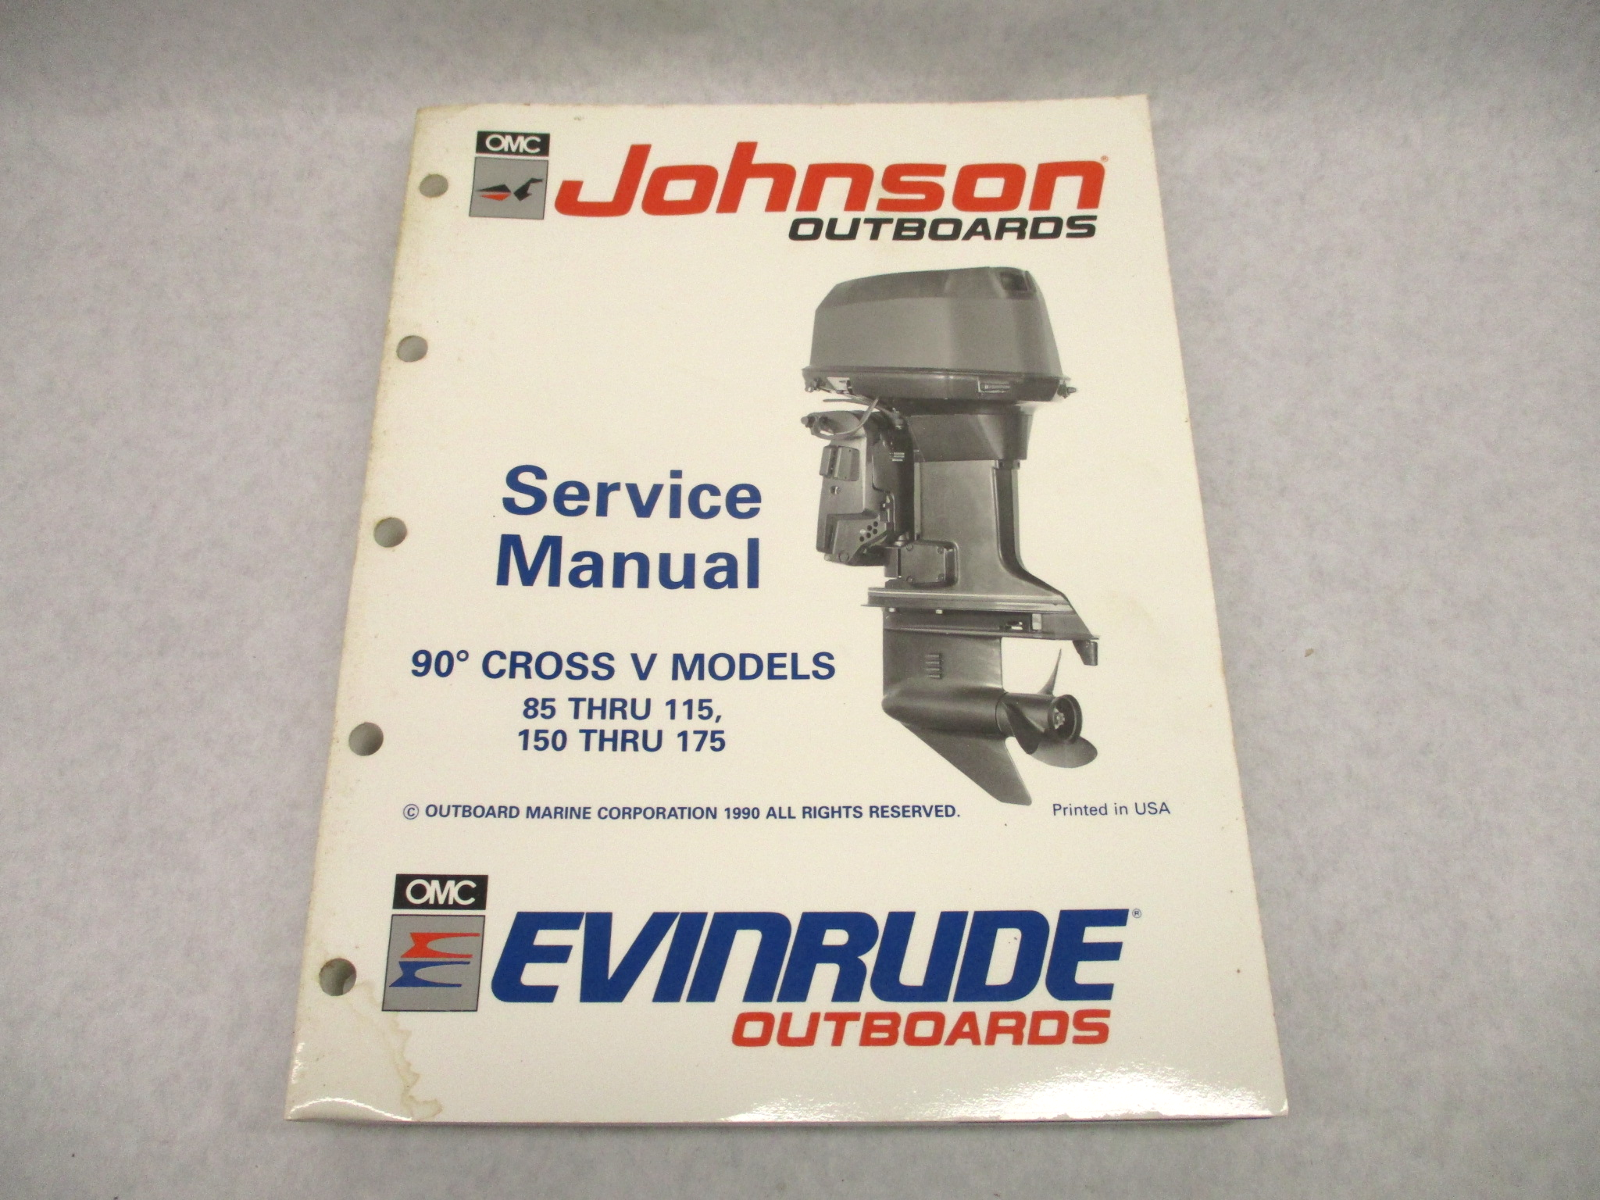 OMC
Johnson®
OUTBOARDS
Service
Manual
90° CROSS V MODELS
85 THRU 115,
150 THRU 175
© OUTBOARD MARINE CORPORATION 1990 ALL RIGHTS RESERVED.
Printed in USA
OMC
EVINRUDE®
OUTBOARDS